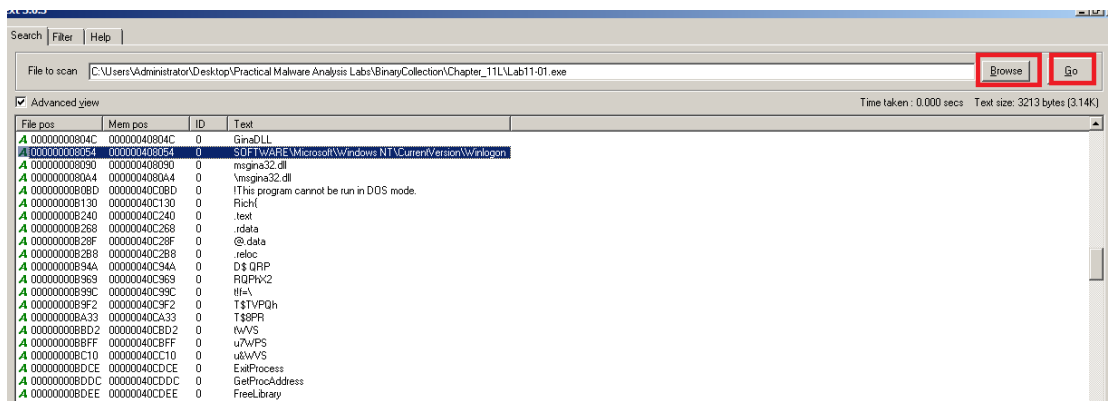 Search Filter Help
File to scan C:\Users\Administrator\Desktop\Practical Malware Analysis Labs\BinaryCollection\Chapter_11L\Lab11-01.exe Browse Go
Advanced view Time taken : 0.000 secs Text size: 3213 bytes (3.14K)
File pos Mem pos ID Text
A 00000000804C 00000040804C 0 GinaDLL
A 000000008054 000000408054 0 SOFTWARE\Microsoft\Windows NT\CurrentVersion\Winlogon
A 000000008090 000000408090 0 msgina32.dll
A 0000000080A4 0000004080A4 0 \msgina32.dll
A 00000000B0BD 00000040C0BD 0 !This program cannot be run in DOS mode.
A 00000000B130 00000040C130 0 Rich{
A 00000000B240 00000040C240 0 .text
A 00000000B268 00000040C268 0 .rdata
A 00000000B28F 00000040C28F 0 @.data
A 00000000B2B8 00000040C2B8 0 .reloc
A 00000000B94A 00000040C94A 0 D$ QRP
A 00000000B969 00000040C969 0 RQPhX2
A 00000000B99C 00000040C99C 0
A 00000000B9F2 00000040C9F2 0 T$TVPQh
A 00000000BA33 00000040CA33 0 T$8PR
A 00000000BBD2 00000040CBD2 0 tWVS
A 00000000BBFF 00000040CBFF 0 u7WPS
A 00000000BC10 00000040CC10 0 u&WVS
A 00000000BDCE 00000040CDCE 0 ExitProcess
A 00000000BDDC 00000040CDDC 0 GetProcAddress
A 00000000BDEE 00000040CDEE 0 FreeLibrary